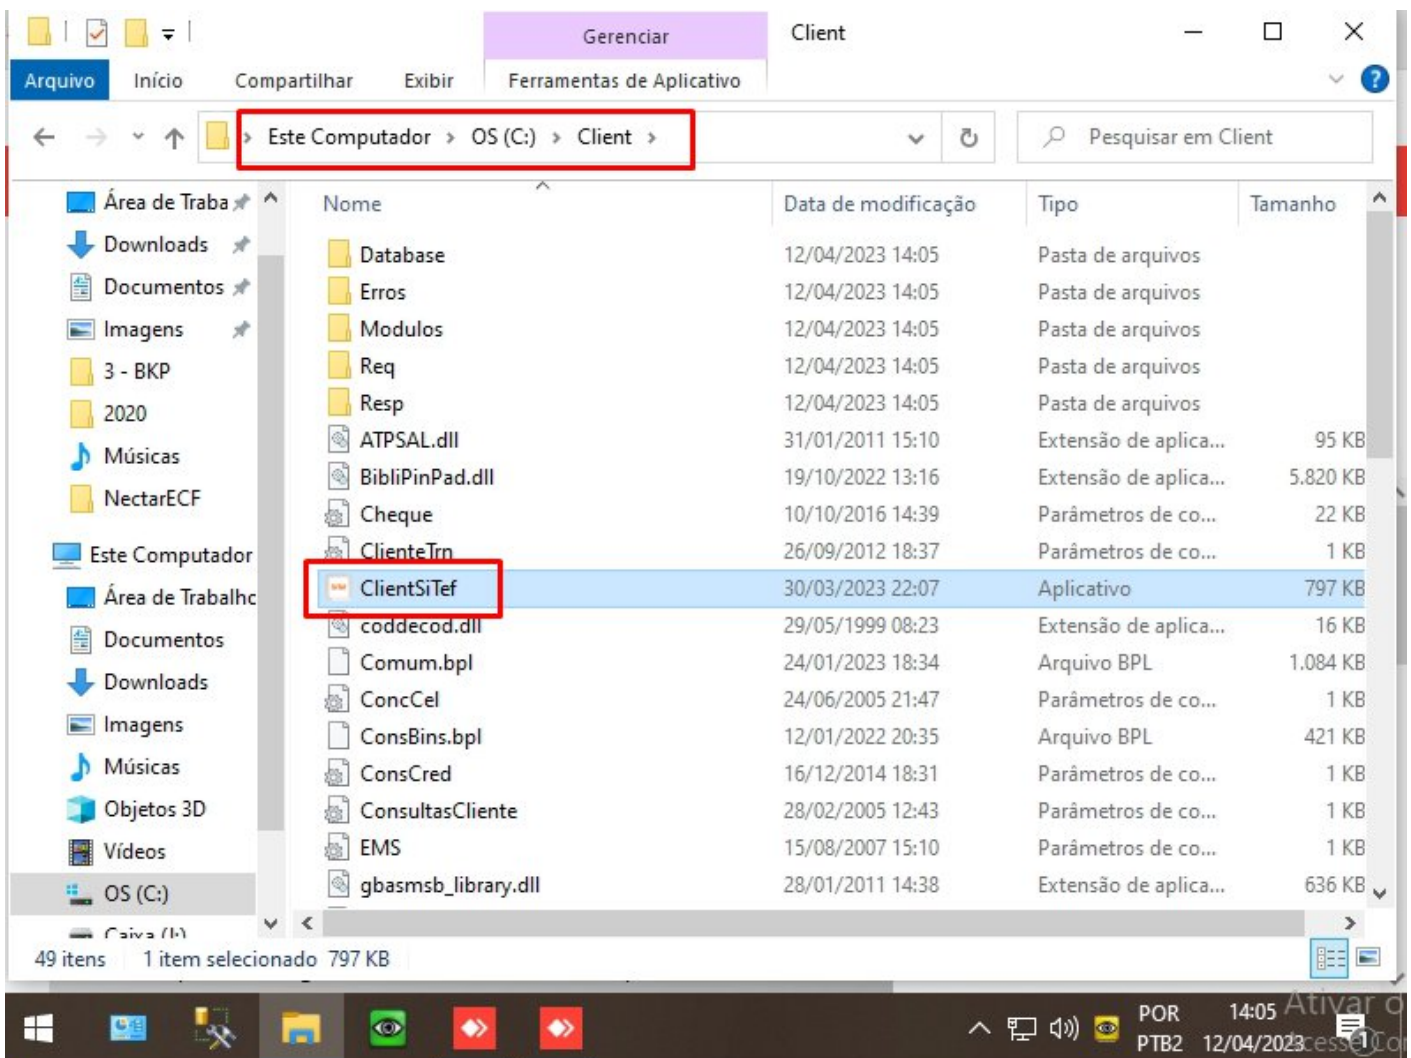 Gerenciar
Client
Arquivo
Início
Compartilhar
Exibir
Ferramentas de Aplicativo
Este Computador > OS (C:) > Client >
Pesquisar em Client
Área de Traba
Downloads
Documentos
Imagens
3 - BKP
2020
Músicas
NectarECF
Este Computador
Área de Trabalhc
Documentos
Downloads
Imagens
Músicas
Objetos 3D
Vídeos
OS (C:)
Caixa (I:)
Nome Data de modificação Tipo Tamanho
Database 12/04/2023 14:05 Pasta de arquivos
Erros 12/04/2023 14:05 Pasta de arquivos
Modulos 12/04/2023 14:05 Pasta de arquivos
Req 12/04/2023 14:05 Pasta de arquivos
Resp 12/04/2023 14:05 Pasta de arquivos
ATPSAL.dll 31/01/2011 15:10 Extensão de aplica... 95 KB
BibliPinPad.dll 19/10/2022 13:16 Extensão de aplica... 5.820 KB
Cheque 10/10/2016 14:39 Parâmetros de co... 22 KB
ClienteTrn 26/09/2012 18:37 Parâmetros de co... 1 KB
ClientSiTef 30/03/2023 22:07 Aplicativo 797 KB
coddecod.dll 29/05/1999 08:23 Extensão de aplica... 16 KB
Comum.bpl 24/01/2023 18:34 Arquivo BPL 1.084 KB
ConcCel 24/06/2005 21:47 Parâmetros de co... 1 KB
ConsBins.bpl 12/01/2022 20:35 Arquivo BPL 421 KB
ConsCred 16/12/2014 18:31 Parâmetros de co... 1 KB
ConsultasCliente 28/02/2005 12:43 Parâmetros de co... 1 KB
EMS 15/08/2007 15:10 Parâmetros de co... 1 KB
gbasmsb_library.dll 28/01/2011 14:38 Extensão de aplica... 636 KB
49 itens 1 item selecionado 797 KB
POR
PTB2
14:05
12/04/2023
Ativar o
1